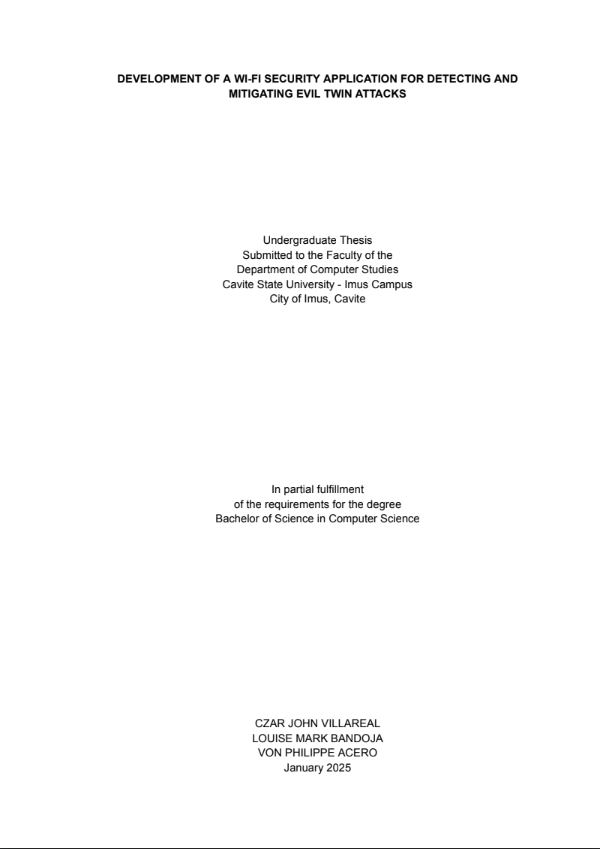 DEVELOPMENT OF A WI-FI SECURITY APPLICATION FOR DETECTING AND
MITIGATING EVIL TWIN ATTACKS
Undergraduate Thesis
Submitted to the Faculty of the
Department of Computer Studies
Cavite State University - Imus Campus
City of Imus, Cavite
In partial fulfillment
of the requirements for the degree
Bachelor of Science in Computer Science
CZAR JOHN VILLAREAL
LOUISE MARK BANDOJA
VON PHILIPPE ACERO
January 2025